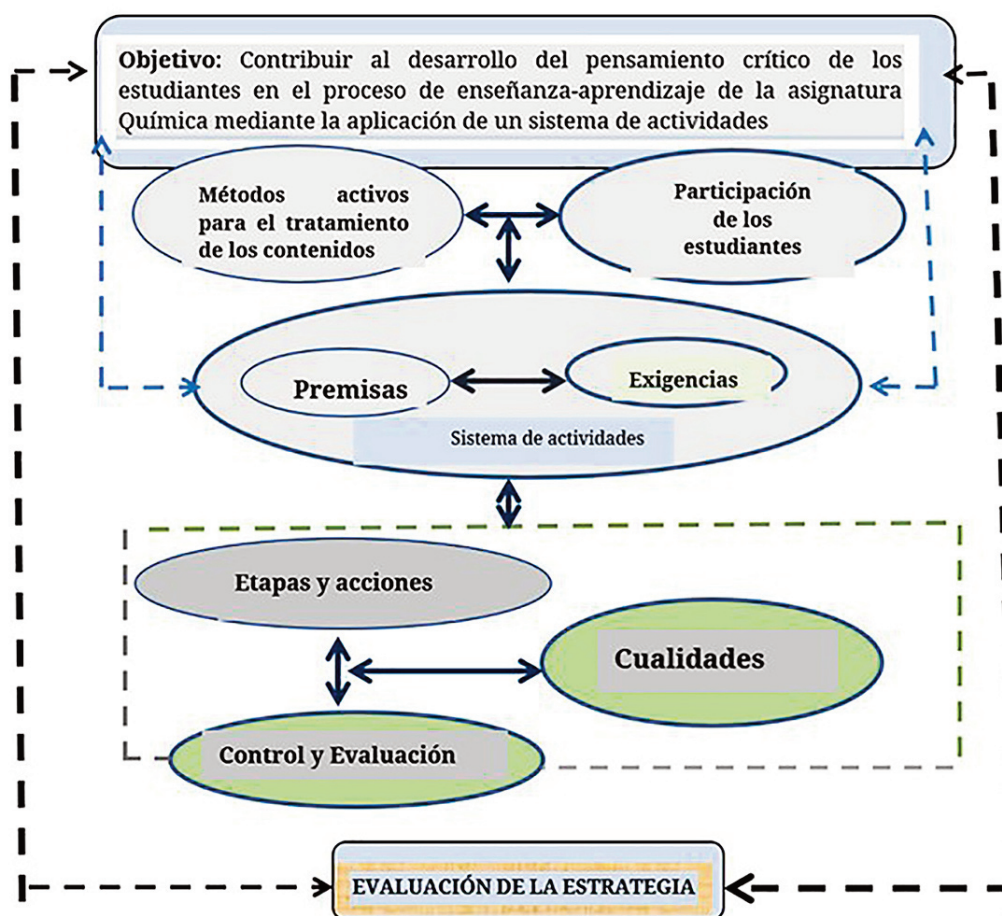 Objetivo: Contribuir al desarrollo del pensamiento crítico de los
estudiantes en el proceso de enseñanza-aprendizaje de la asignatura
Química mediante la aplicación de un sistema de actividades
Métodos activos
para el tratamiento
de los contenidos
Participación
de los
estudiantes
Premisas
Exigencias
Sistema de actividades
Etapas y acciones
Cualidades
Control y Evaluación
EVALUACIÓN DE LA ESTRATEGIA